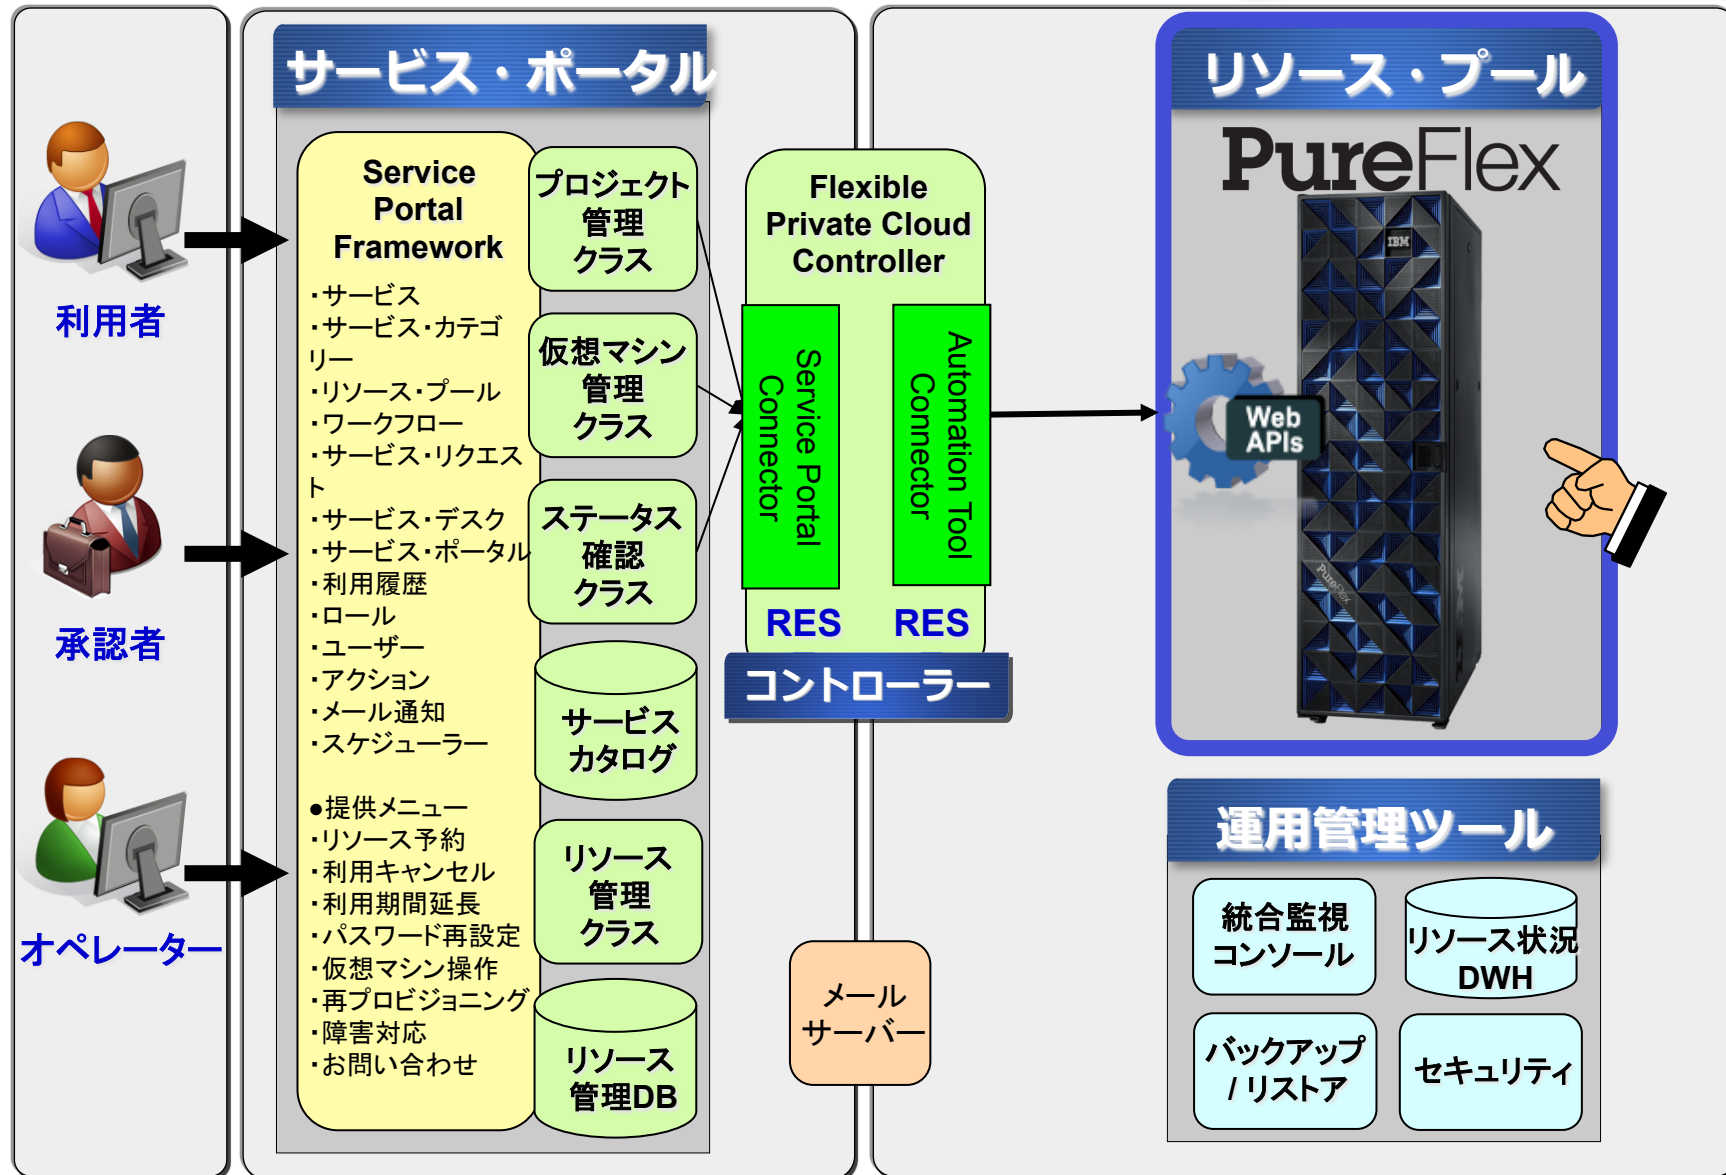 利用者
承認者
オペレーター
サービス・ポータル
Service
Portal
Framework
・サービス
・サービス・カテゴ
リー
・リソース・プール
・ワークフロー
・サービス・リクエス
ト
・サービス・デスク
・サービス・ポータル
・利用履歴
・ロール
・ユーザー
・アクション
・メール通知
・スケジューラー
●提供メニュー
・リソース予約
・利用キャンセル
・利用期間延長
・パスワード再設定
・仮想マシン操作
・再プロビジョニング
・障害対応
・お問い合わせ
プロジェクト
管理
クラス
仮想マシン
管理
クラス
ステータス
確認
クラス
サービス
カタログ
リソース
管理
クラス
リソース
管理DB
Flexible
Private Cloud
Controller
Service Portal
Connector
Automation Tool
Connector
RES
RES
コントローラー
メール
サーバー
リソース・プール
PureFlex
IBM
Web
APIs
PureFlex
IBM
運用管理ツール
統合監視
コンソール
リソース状況
DWH
バックアップ
/ リストア
セキュリティ